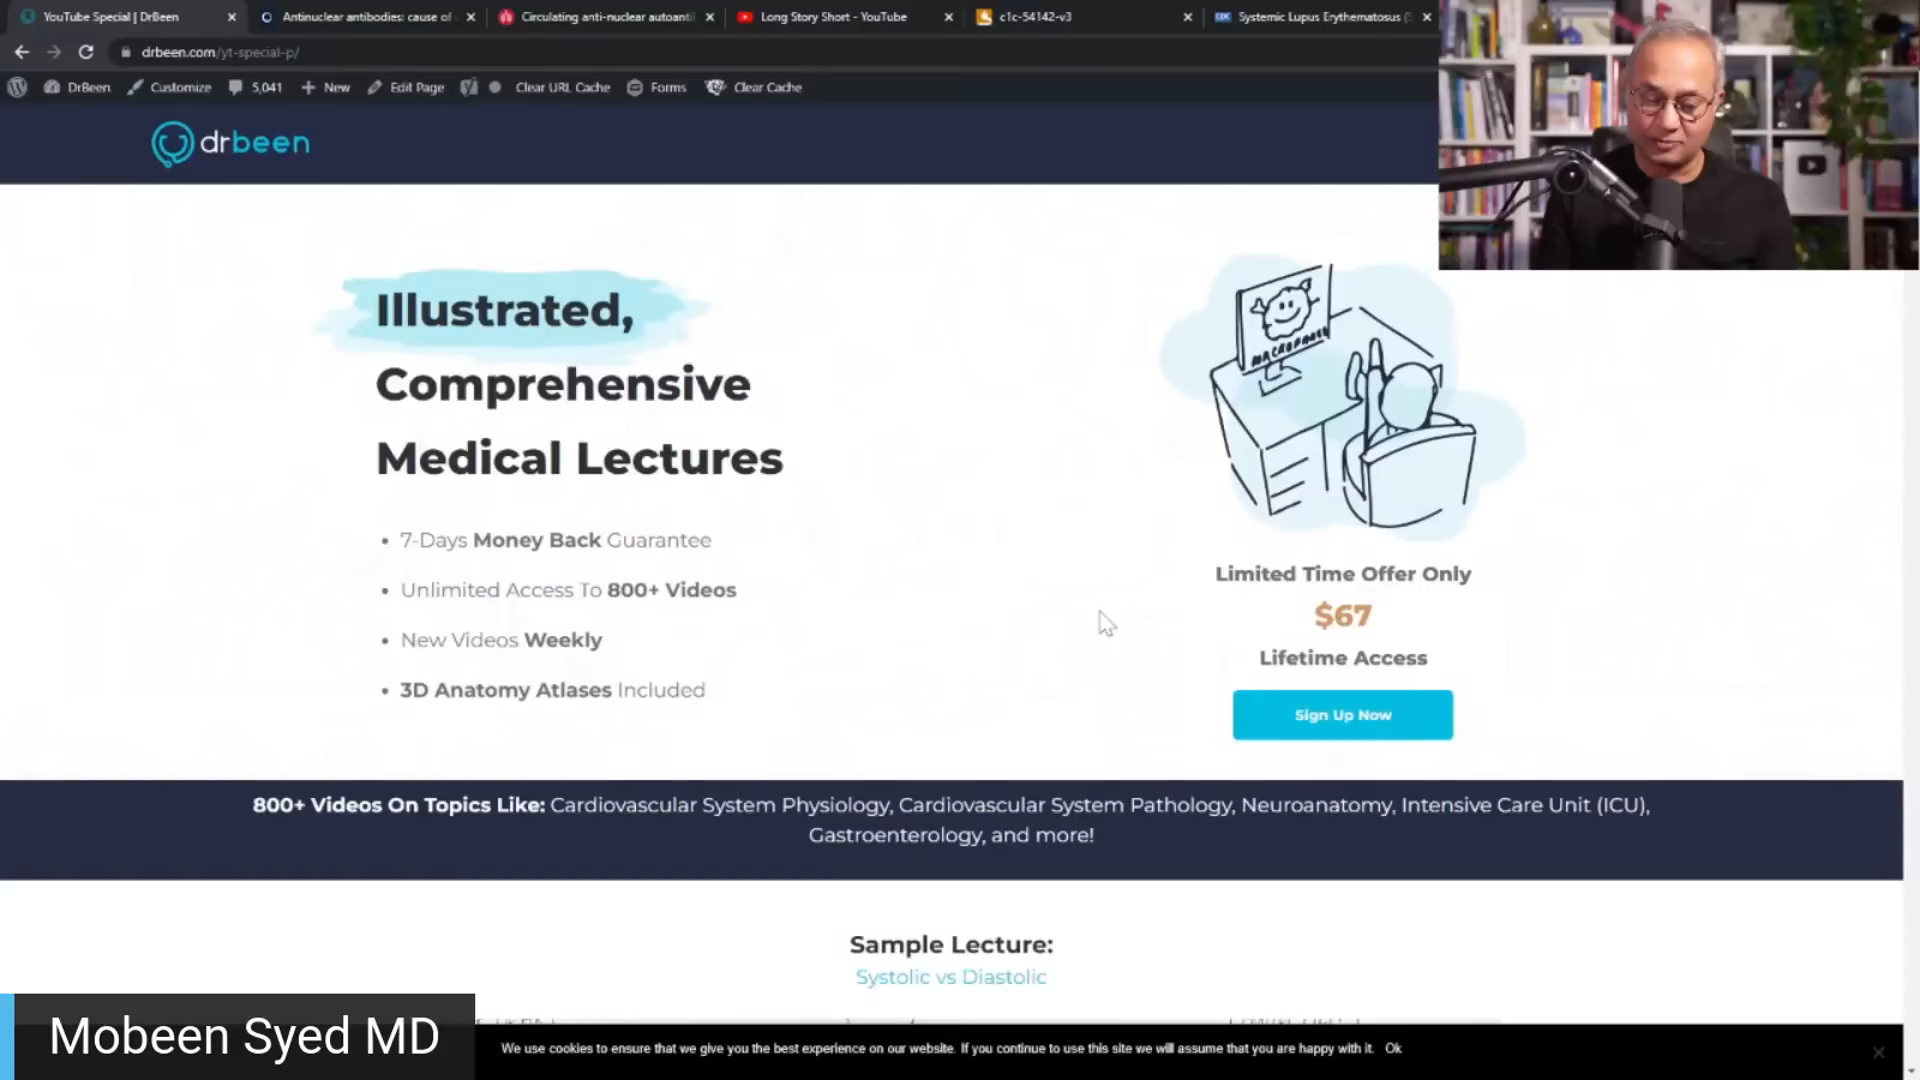 YouTube Special | DrBeen
Antinuclear antibodies: cause of
Circulating anti-nuclear autoanti
Long Story Short - YouTube
c1c-54142-v3
Systemic Lupus Erythematosus (
drbeen.com/yt-special-p/
DrBeen
Customize
5,041
New
Edit Page
Clear URL Cache
Forms
Clear Cache
drbeen
Illustrated,
Comprehensive
Medical Lectures
• 7-Days Money Back Guarantee
• Unlimited Access To 800+ Videos
• New Videos Weekly
• 3D Anatomy Atlases Included
MACROPHAGE
Limited Time Offer Only
$67
Lifetime Access
Sign Up Now
800+ Videos On Topics Like: Cardiovascular System Physiology, Cardiovascular System Pathology, Neuroanatomy, Intensive Care Unit (ICU),
Gastroenterology, and more!
Sample Lecture:
Systolic vs Diastolic
Mobeen Syed MD
We use cookies to ensure that we give you the best experience on our website. If you continue to use this site we will assume that you are happy with it. Ok